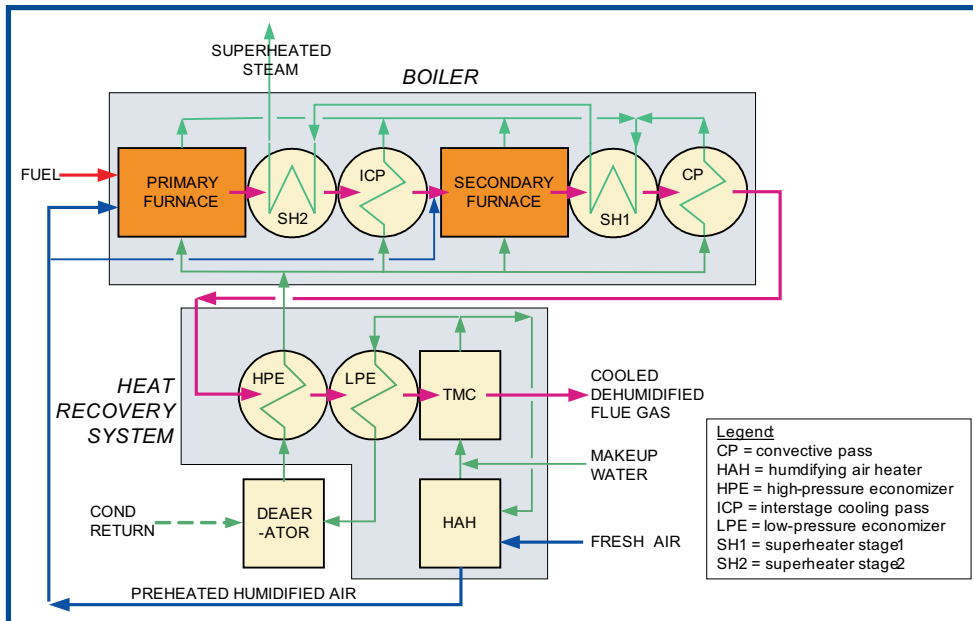 SUPERHEATED
STEAM
BOILER
FUEL
PRIMARY
FURNACE
SH2
ICP
SECONDARY
FURNACE
SH1
CP
HEAT
RECOVERY
SYSTEM
HPE
LPE
TMC
COOLED
DEHUMIDIFIED
FLUE GAS
MAKEUP
WATER
COND
RETURN
DEAER
-ATOR
HAH
FRESH AIR
PREHEATED HUMIDIFIED AIR
Legend:
CP = convective pass
HAH = humdifying air heater
HPE = high-pressure economizer
ICP = interstage cooling pass
LPE = low-pressure economizer
SH1 = superheater stage1
SH2 = superheater stage2